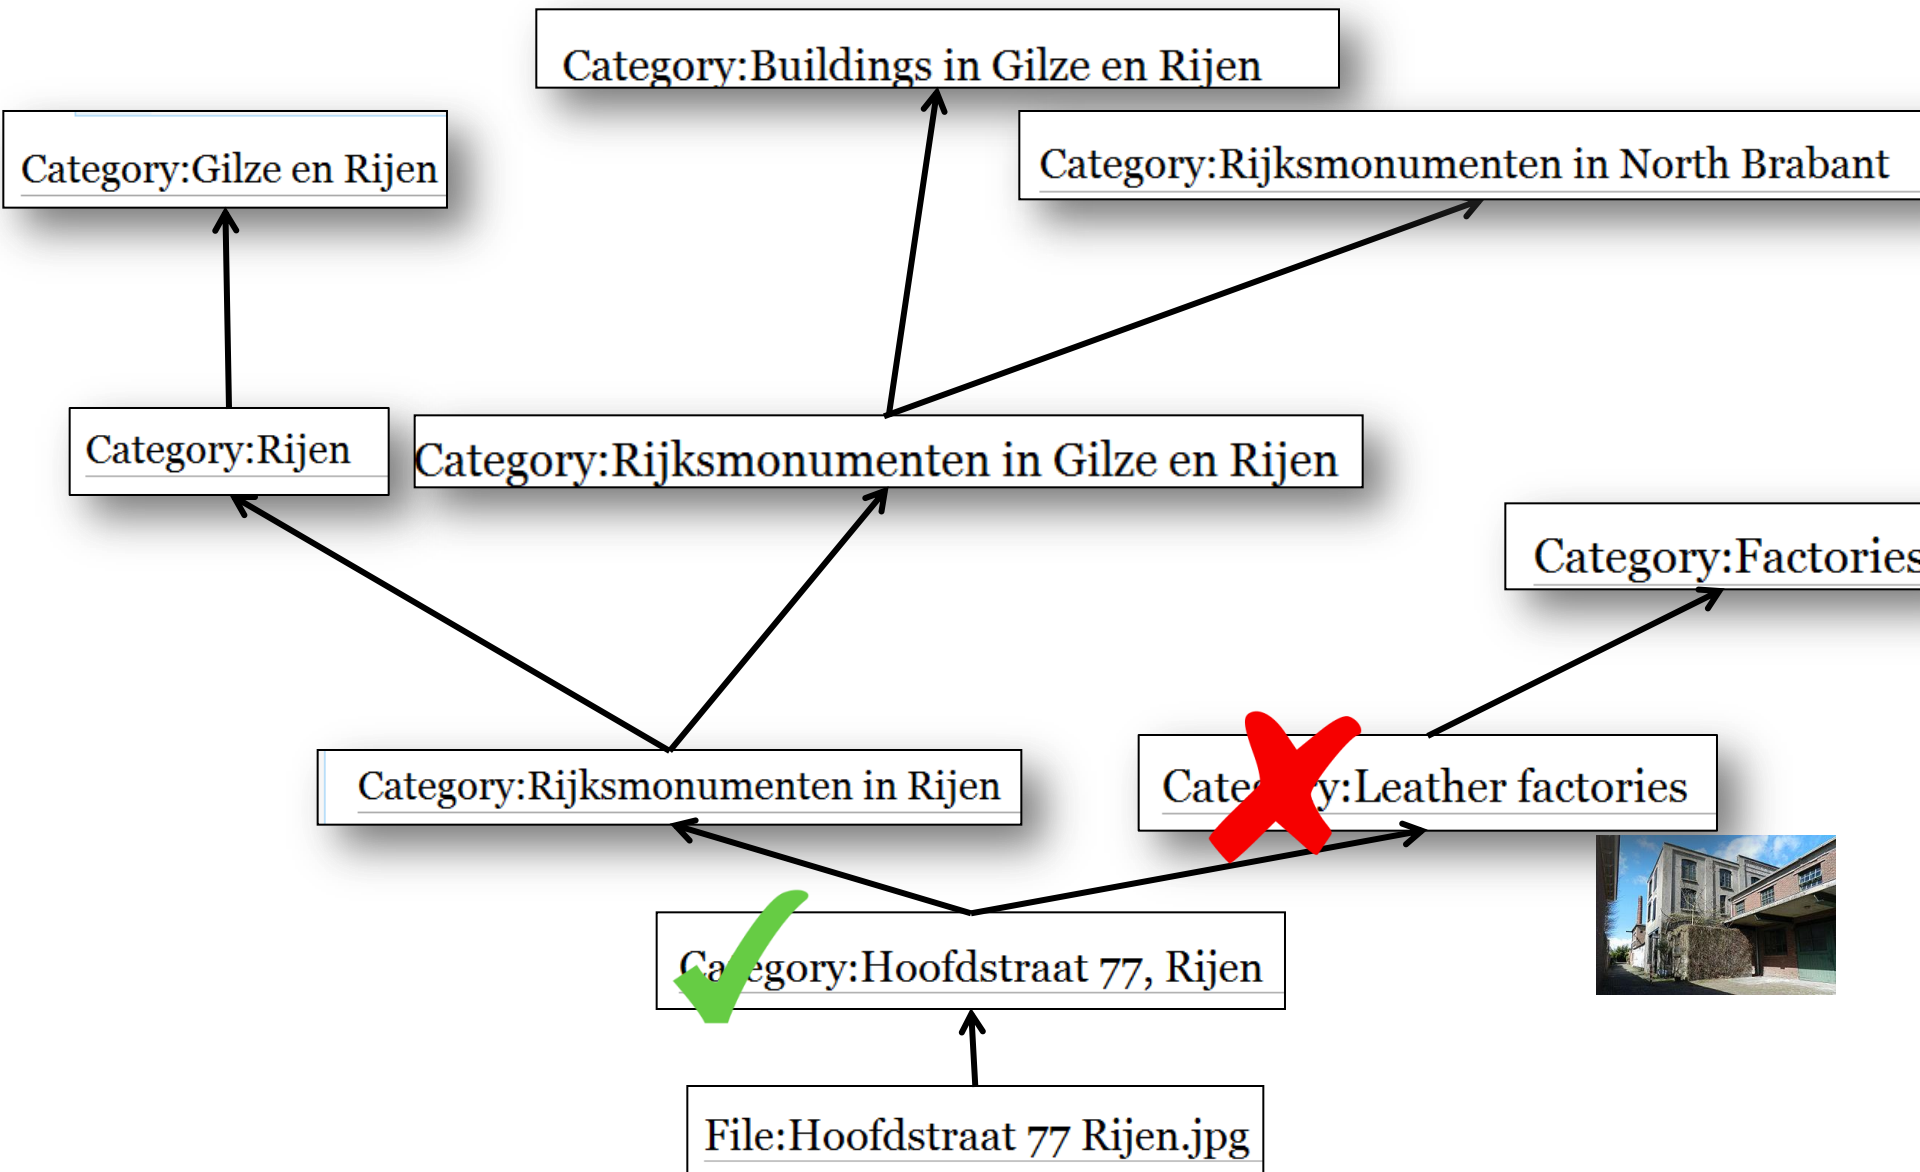 Category:Buildings in Gilze en Rijen
Category:Gilze en Rijen
Category:Rijksmonumenten in North Brabant
Category:Rijen
Category:Rijksmonumenten in Gilze en Rijen
Category:Factories
Category:Rijksmonumenten in Rijen
Category:Leather factories
Category:Hoofdstraat 77, Rijen
File:Hoofdstraat 77 Rijen.jpg